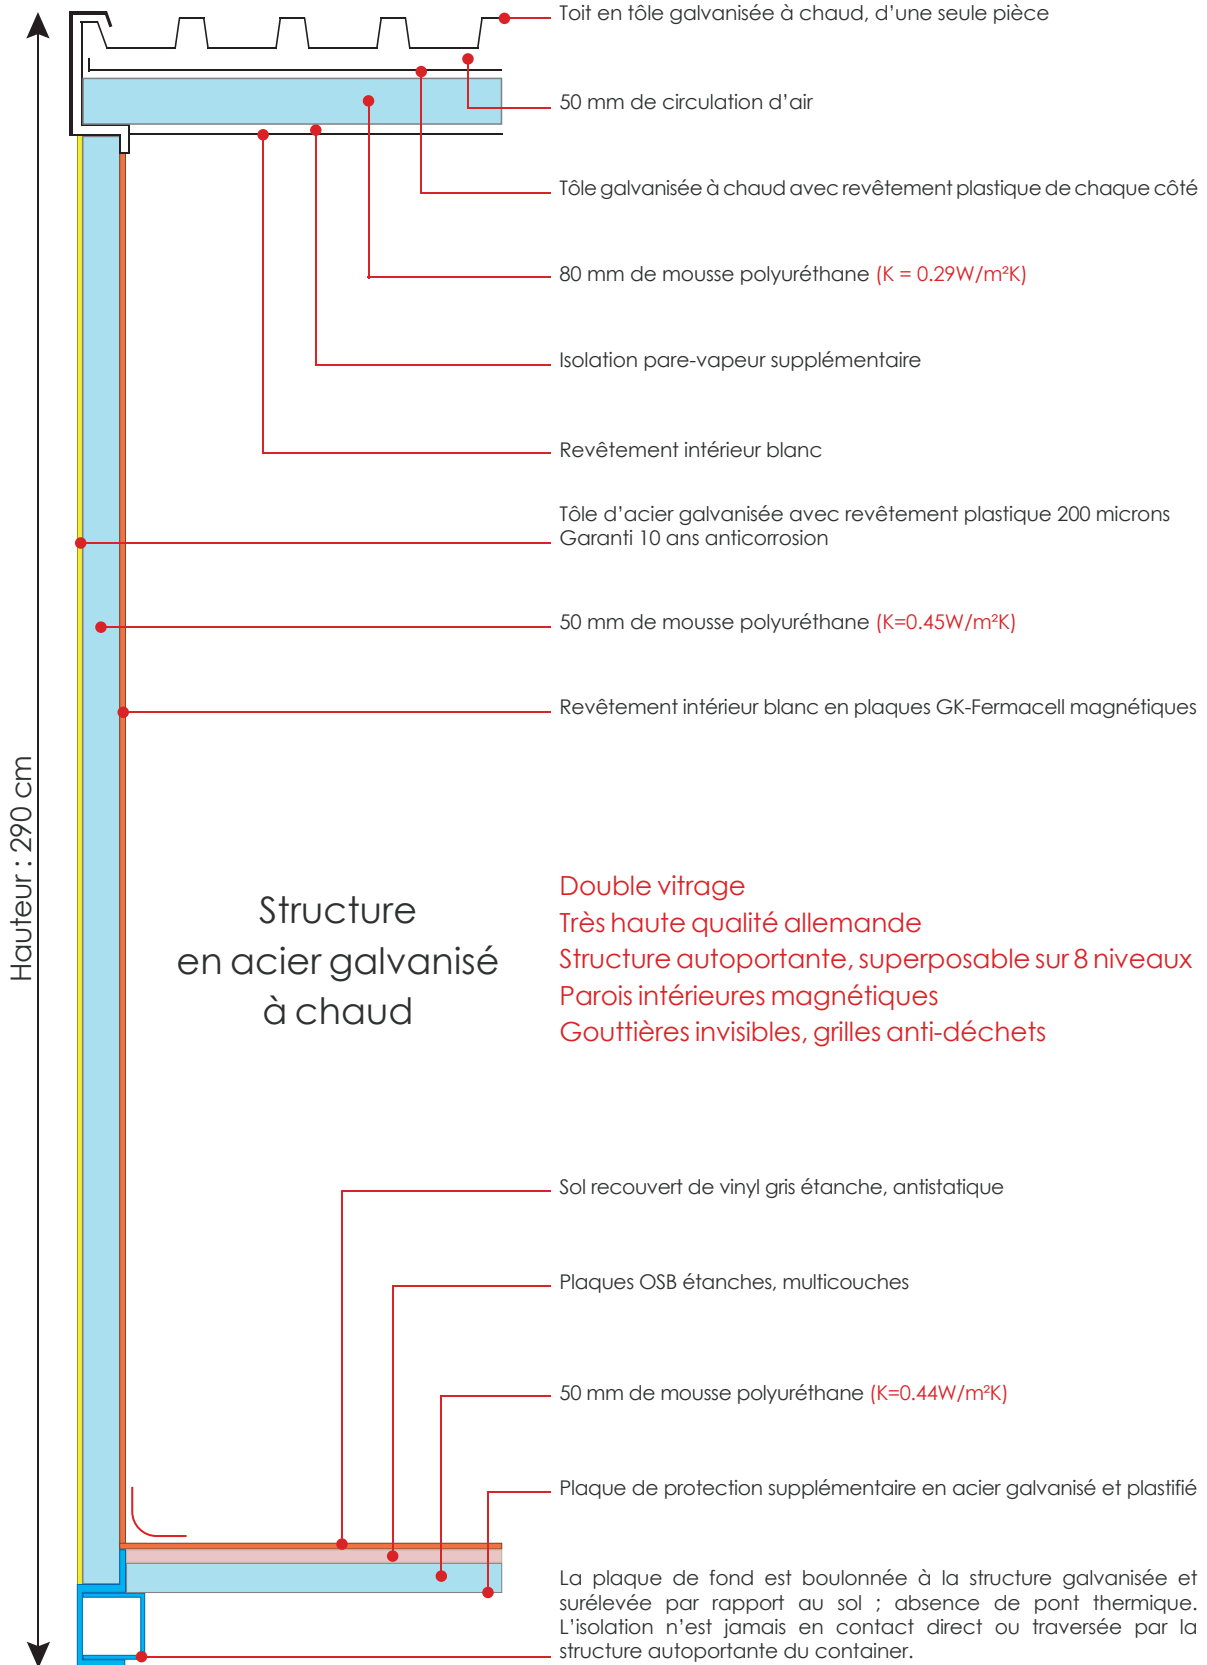 Toit en tôle galvanisée à chaud, d’une seule pièce
50 mm de circulation d’air
Tôle galvanisée à chaud avec revêtement plastique de chaque côté
80 mm de mousse polyuréthane (K = 0.29W/m²K)
Isolation pare-vapeur supplémentaire
Revêtement intérieur blanc
Tôle d’acier galvanisée avec revêtement plastique 200 microns
Garanti 10 ans anticorrosion
50 mm de mousse polyuréthane (K=0.45W/m²K)
Revêtement intérieur blanc en plaques GK-Fermacell magnétiques
Hauteur : 290 cm
Structure
en acier galvanisé
à chaud
Double vitrage
Très haute qualité allemande
Structure autoportante, superposable sur 8 niveaux
Parois intérieures magnétiques
Gouttières invisibles, grilles anti-déchets
Sol recouvert de vinyl gris étanche, antistatique
Plaques OSB étanches, multicouches
50 mm de mousse polyuréthane (K=0.44W/m²K)
Plaque de protection supplémentaire en acier galvanisé et plastifié
La plaque de fond est boulonnée à la structure galvanisée et
surélevée par rapport au sol ; absence de pont thermique.
L’isolation n’est jamais en contact direct ou traversée par la
structure autoportante du container.